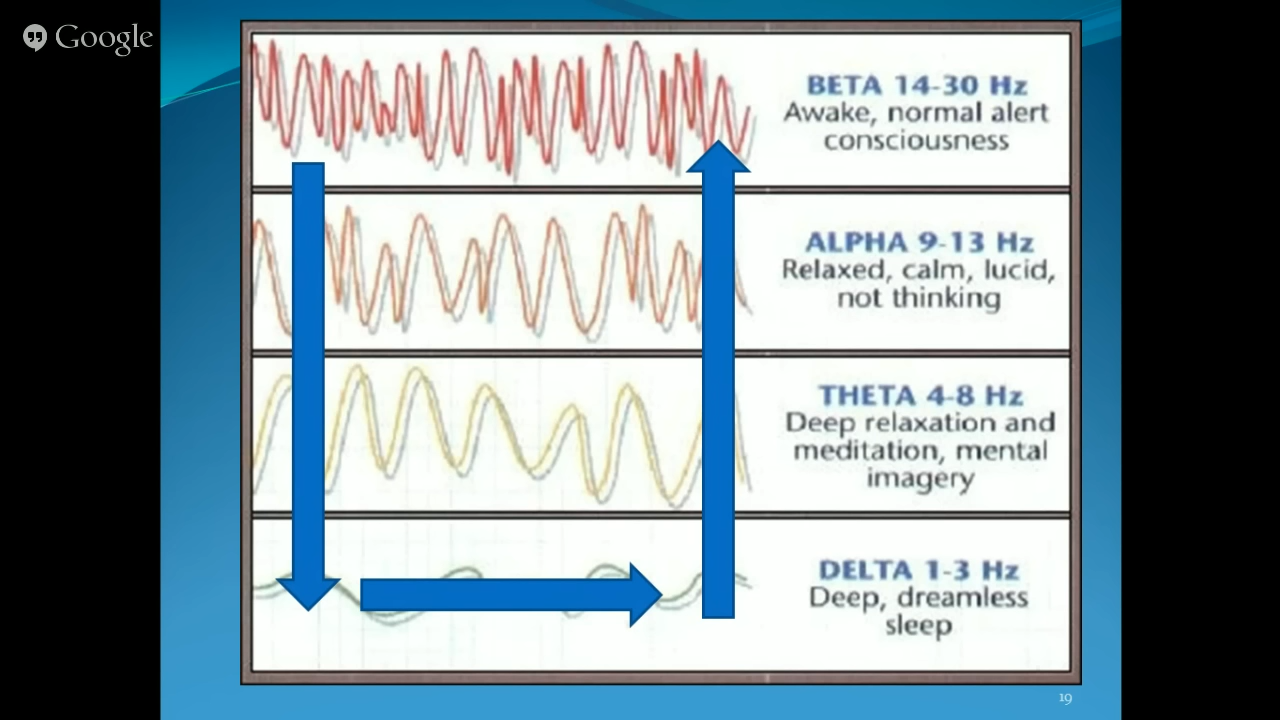 Google
BETA 14-30 Hz
Awake, normal alert
consciousness
ALPHA 9-13 Hz
Relaxed, calm, lucid,
not thinking
THETA 4-8 Hz
Deep relaxation and
meditation, mental
imagery
DELTA 1-3 Hz
Deep, dreamless
sleep
19